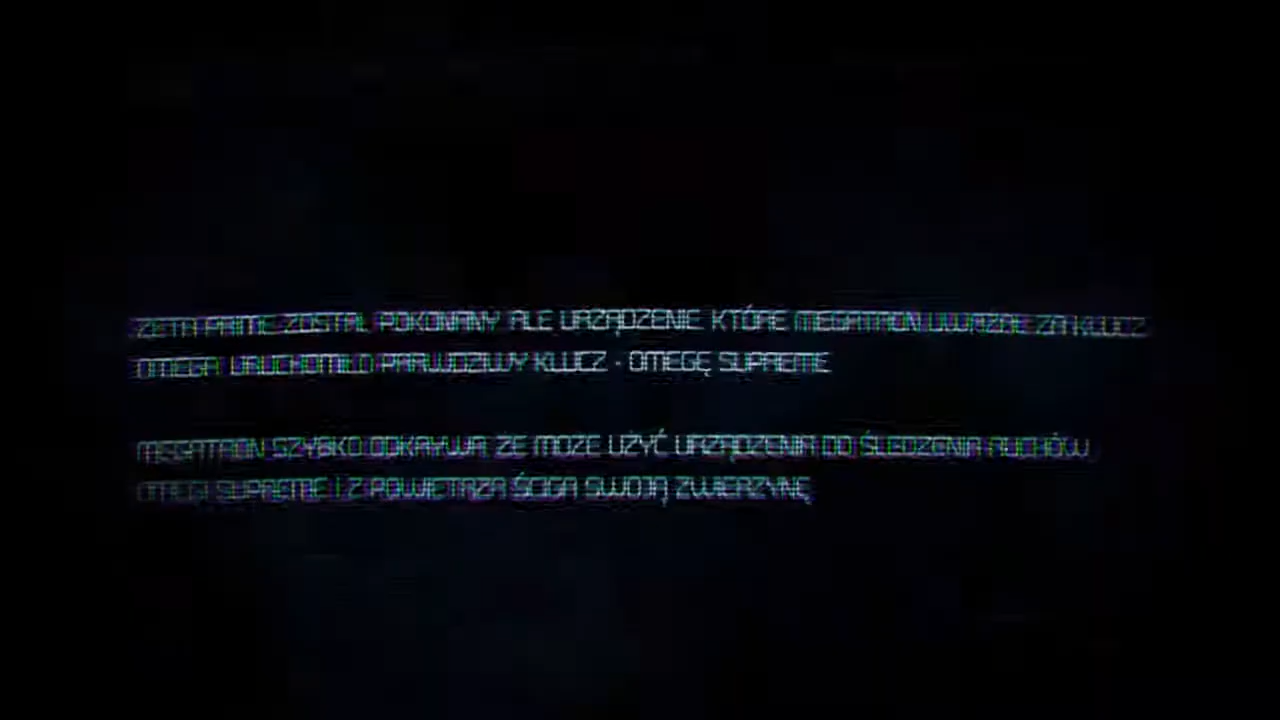 ZETA PRIME ZOSTAŁ POKONANY ALE URZĄDZENIE KTÓRE MEGATRON UWAŻAŁ ZA KLUCZ
OMEGA URUCHOMIŁO PRAWDZIWY KLUCZ - OMEGĘ SUPREME
MEGATRON SZYBKO ODKRYWA, ŻE MOŻE UŻYĆ URZĄDZENIA DO ŚLEDZENIA RUCHÓW
OMEGI SUPREME I Z POWIETRZA ŚCIGA SWOJĄ ZWIERZYNĘ